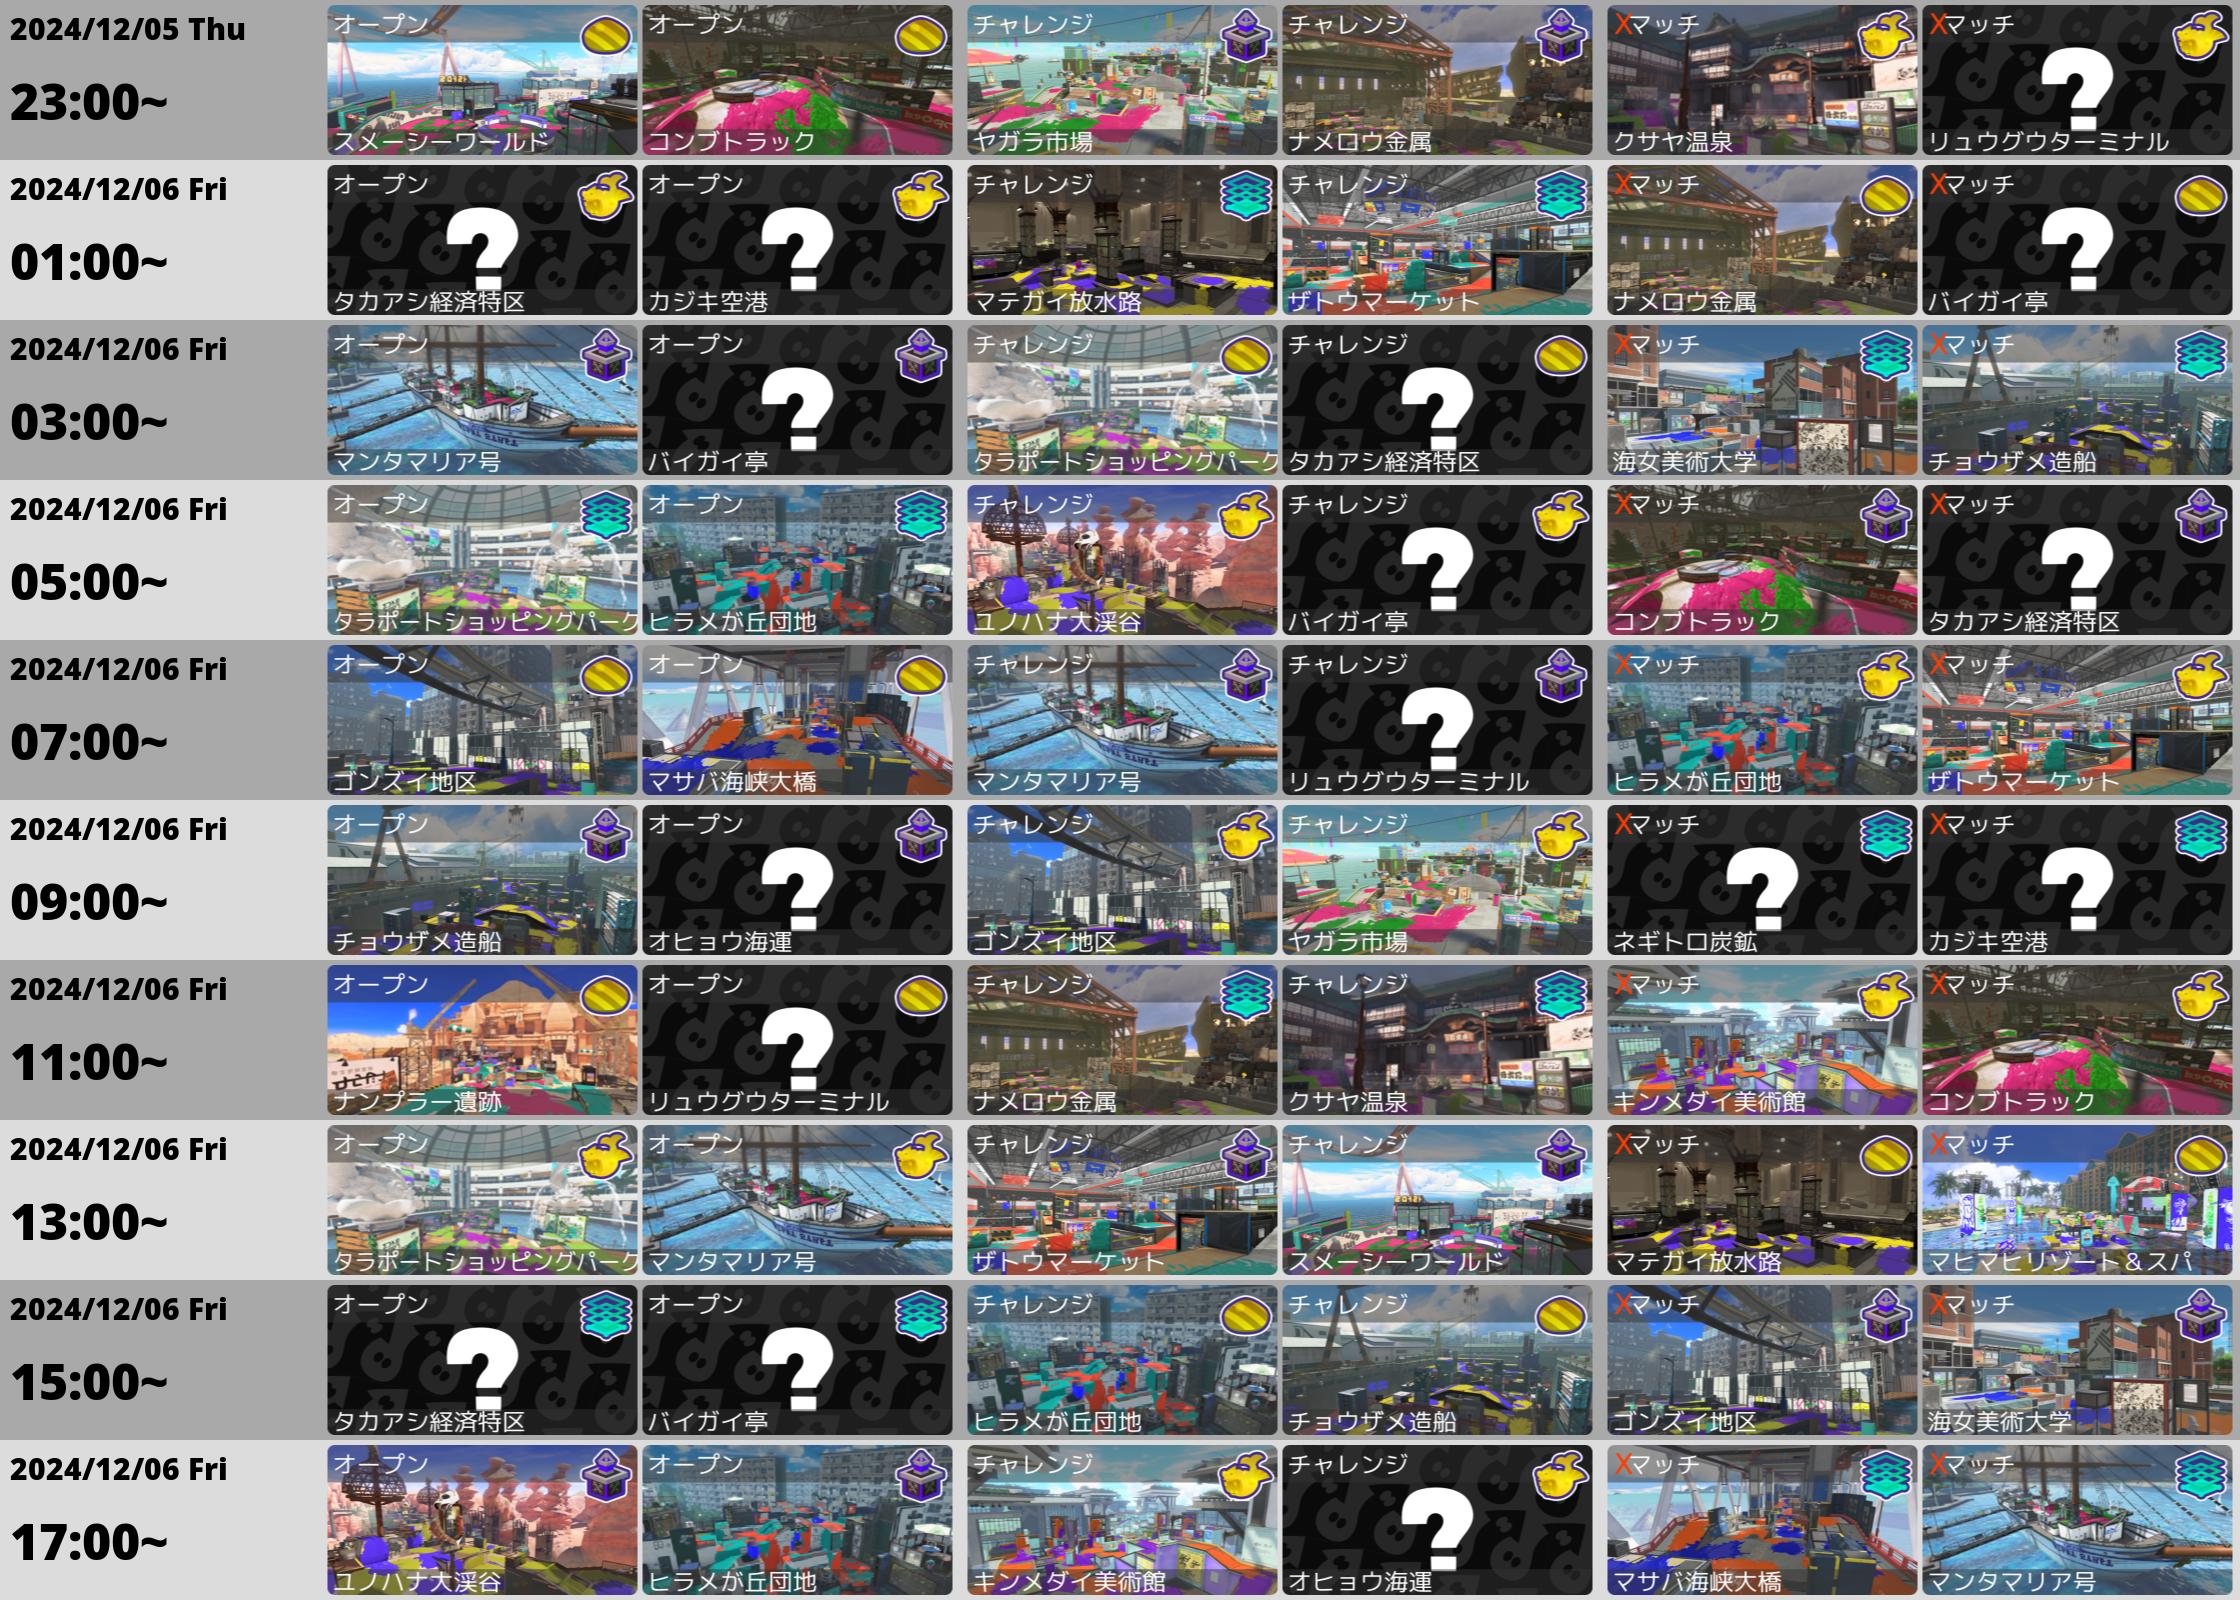 2024/12/05 Thu
23:00~
オープン
スメーシーワールド
オープン
コンブトラック
チャレンジ
ヤガラ市場
チャレンジ
ナメロウ金属
Xマッチ
クサヤ温泉
Xマッチ
リュウグウターミナル
2024/12/06 Fri
01:00~
オープン
?
タカアシ経済特区
オープン
?
カジキ空港
チャレンジ
マテガイ放水路
チャレンジ
ザトウマーケット
Xマッチ
ナメロウ金属
Xマッチ
?
バイガイ亭
2024/12/06 Fri
03:00~
オープン
マンタマリア号
オープン
?
バイガイ亭
チャレンジ
タラポートショッピングパーク
チャレンジ
?
タカアシ経済特区
Xマッチ
海女美術大学
Xマッチ
チョウザメ造船
2024/12/06 Fri
05:00~
オープン
タラポートショッピングパーク
オープン
ヒラメが丘団地
チャレンジ
ユノハナ大渓谷
チャレンジ
?
バイガイ亭
Xマッチ
コンブトラック
Xマッチ
?
タカアシ経済特区
2024/12/06 Fri
07:00~
オープン
ゴンズイ地区
オープン
マサバ海峡大橋
チャレンジ
マンタマリア号
チャレンジ
?
リュウグウターミナル
Xマッチ
ヒラメが丘団地
Xマッチ
ザトウマーケット
2024/12/06 Fri
09:00~
オープン
チョウザメ造船
オープン
?
オヒョウ海運
チャレンジ
ゴンズイ地区
チャレンジ
ヤガラ市場
Xマッチ
?
ネギトロ炭鉱
Xマッチ
?
カジキ空港
2024/12/06 Fri
11:00~
オープン
ナンプラー遺跡
オープン
?
リュウグウターミナル
チャレンジ
ナメロウ金属
チャレンジ
クサヤ温泉
Xマッチ
キンメダイ美術館
Xマッチ
コンブトラック
2024/12/06 Fri
13:00~
オープン
タラポートショッピングパーク
オープン
マンタマリア号
チャレンジ
ザトウマーケット
チャレンジ
スメーシーワールド
Xマッチ
マテガイ放水路
Xマッチ
マヒマヒリゾート＆スパ
2024/12/06 Fri
15:00~
オープン
?
タカアシ経済特区
オープン
?
バイガイ亭
チャレンジ
ヒラメが丘団地
チャレンジ
チョウザメ造船
Xマッチ
ゴンズイ地区
Xマッチ
海女美術大学
2024/12/06 Fri
17:00~
オープン
ユノハナ大渓谷
オープン
ヒラメが丘団地
チャレンジ
キンメダイ美術館
チャレンジ
?
オヒョウ海運
Xマッチ
マサバ海峡大橋
Xマッチ
マンタマリア号